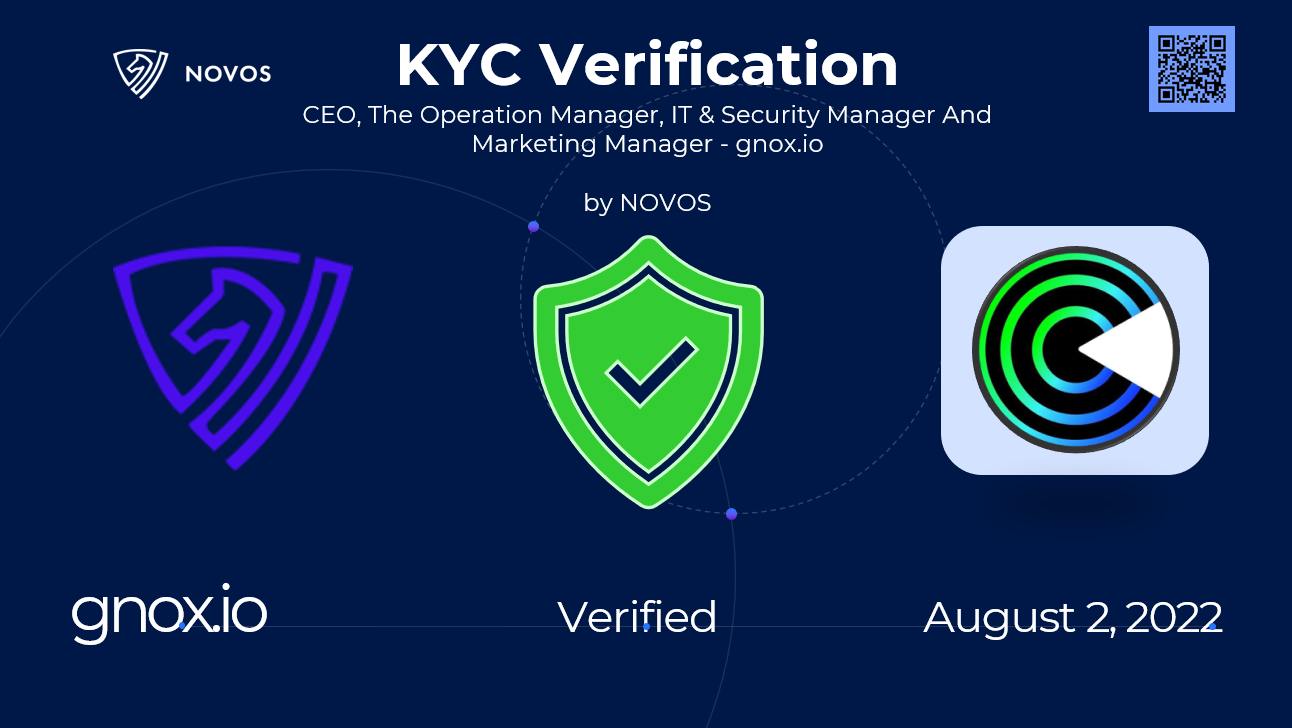 NOVOS
KYC Verification
CEO, The Operation Manager, IT & Security Manager And
Marketing Manager - gnox.io
by NOVOS
gnox.io
Verified
August 2, 2022